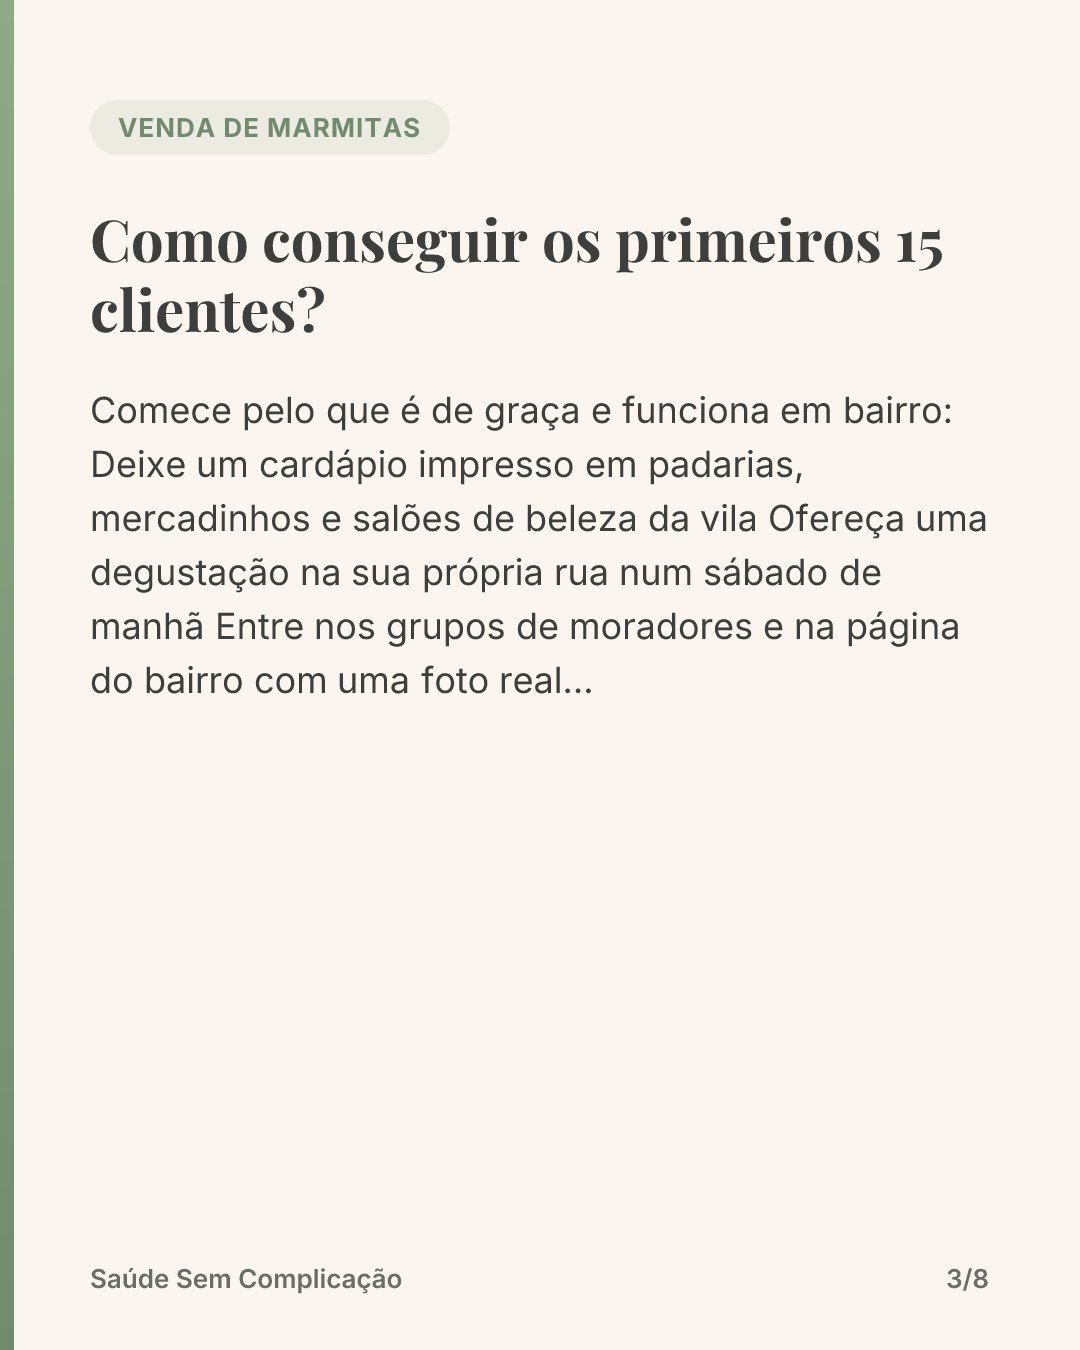 VENDA DE MARMITAS
Como conseguir os primeiros 15
clientes?
Comece pelo que é de graça e funciona em bairro:
Deixe um cardápio impresso em padarias,
mercadinhos e salões de beleza da vila Ofereça uma
degustação na sua própria rua num sábado de
manhã Entre nos grupos de moradores e na página
do bairro com uma foto real...
Saúde Sem Complicação
3/8